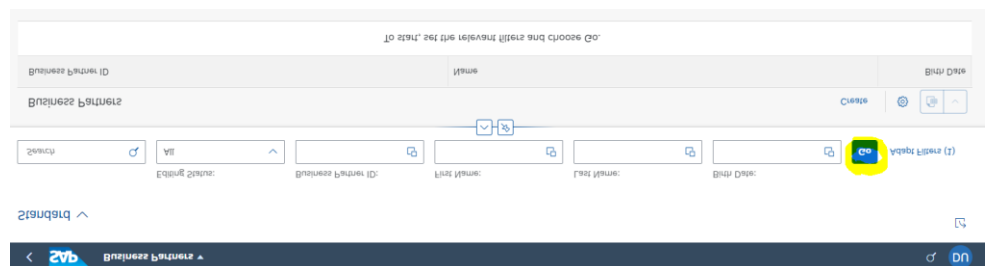 SAP Business Partners DU
Standard
Editing Status: Business Partner ID: First Name: Last Name: Birth Date:
Search All Go Adapt Filters (1)
Business Partners Create
Business Partner ID Name Birth Date
To start, set the relevant filters and choose Go.